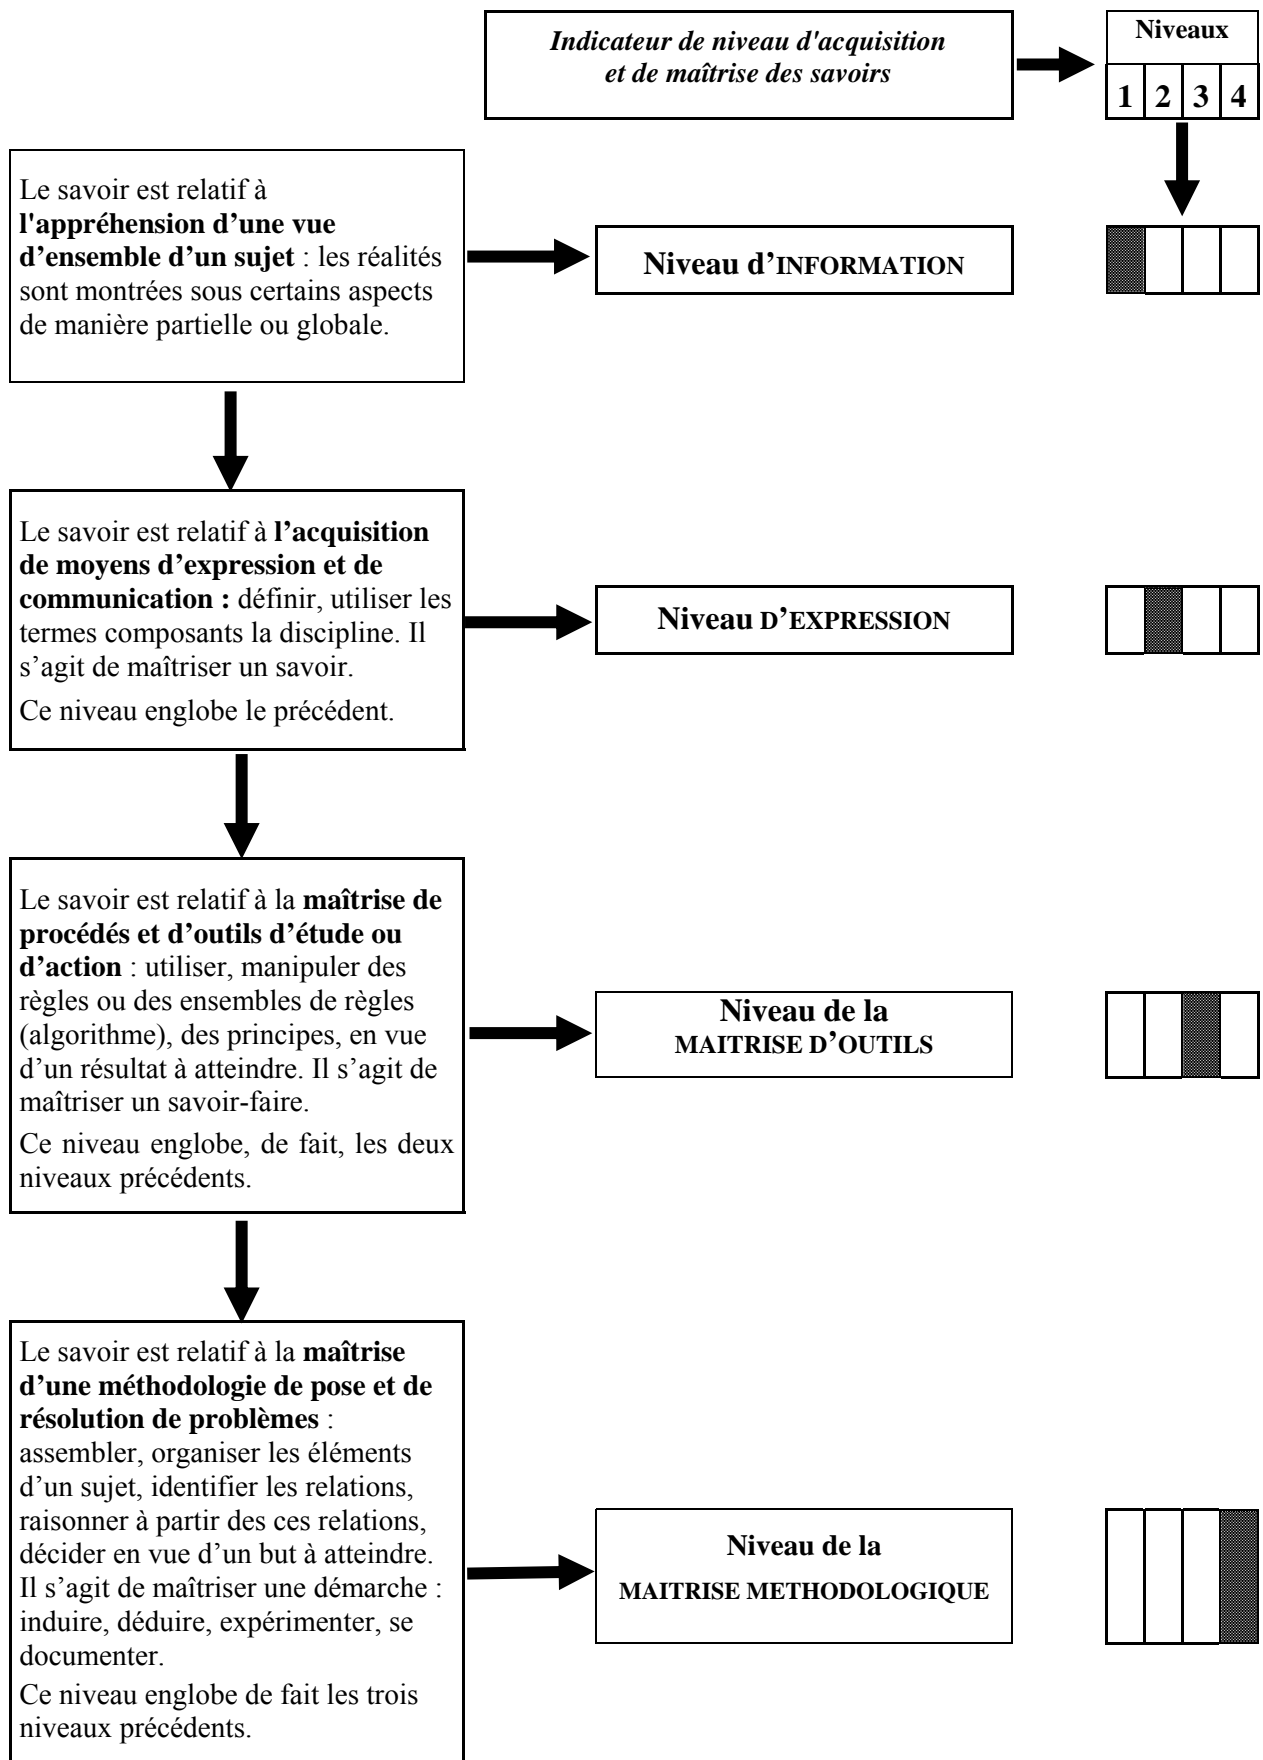 Indicateur de niveau d'acquisition
et de maîtrise des savoirs
Niveaux
1 2 3 4
Le savoir est relatif à
l'appréhension d’une vue
d’ensemble d’un sujet : les réalités
sont montrées sous certains aspects
de manière partielle ou globale.
Niveau d’INFORMATION
Le savoir est relatif à l’acquisition
de moyens d’expression et de
communication : définir, utiliser les
termes composants la discipline. Il
s’agit de maîtriser un savoir.
Ce niveau englobe le précédent.
Niveau D’EXPRESSION
Le savoir est relatif à la maîtrise de
procédés et d’outils d’étude ou
d’action : utiliser, manipuler des
règles ou des ensembles de règles
(algorithme), des principes, en vue
d’un résultat à atteindre. Il s’agit de
maîtriser un savoir-faire.
Ce niveau englobe, de fait, les deux
niveaux précédents.
Niveau de la
MAITRISE D’OUTILS
Le savoir est relatif à la maîtrise
d’une méthodologie de pose et de
résolution de problèmes :
assembler, organiser les éléments
d’un sujet, identifier les relations,
raisonner à partir des ces relations,
décider en vue d’un but à atteindre.
Il s’agit de maîtriser une démarche :
induire, déduire, expérimenter, se
documenter.
Ce niveau englobe de fait les trois
niveaux précédents.
Niveau de la
MAITRISE METHODOLOGIQUE